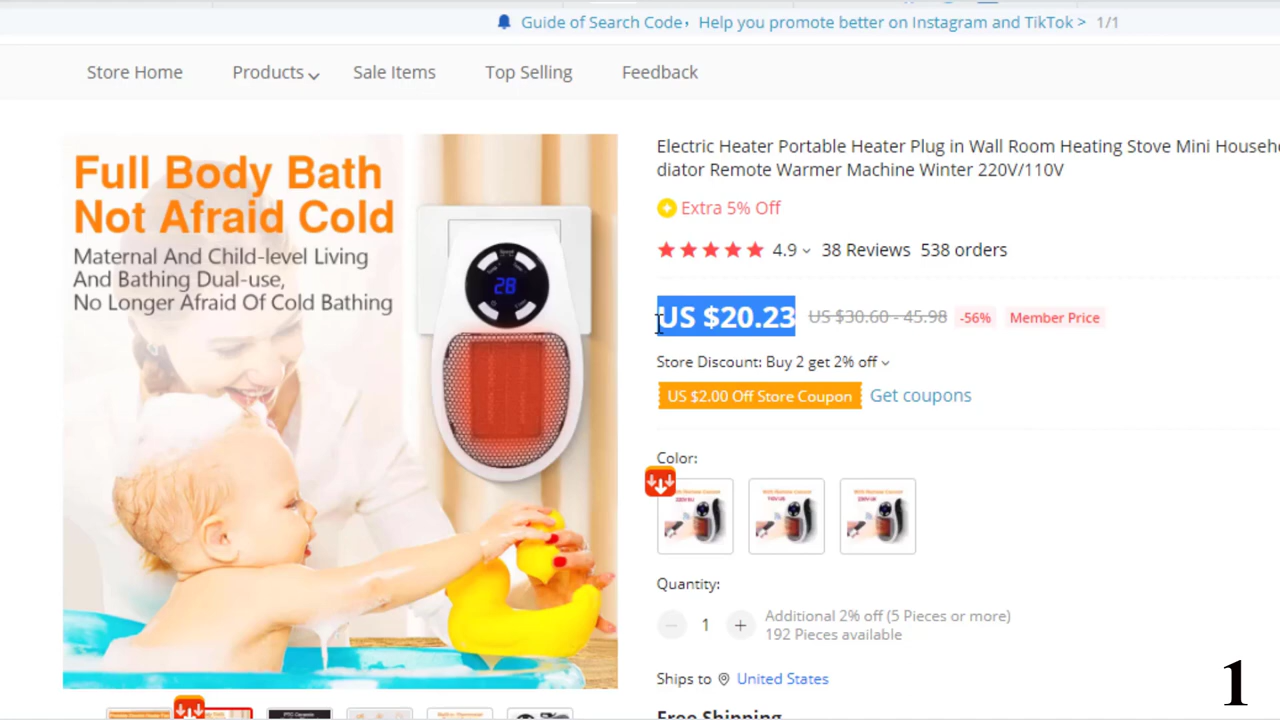 Guide of Search Code, Help you promote better on Instagram and TikTok > 1/1
Store Home Products Sale Items Top Selling Feedback
Full Body Bath
Not Afraid Cold
Maternal And Child-level Living
And Bathing Dual-use,
No Longer Afraid Of Cold Bathing
28
Electric Heater Portable Heater Plug in Wall Room Heating Stove Mini Househo
diator Remote Warmer Machine Winter 220V/110V
Extra 5% Off
4.9 38 Reviews 538 orders
US $20.23 US $30.60 - 45.98 -56% Member Price
Store Discount: Buy 2 get 2% off
US $2.00 Off Store Coupon Get coupons
Color:
Quantity:
1 Additional 2% off (5 Pieces or more)
192 Pieces available
Ships to United States
Free Shipping
1